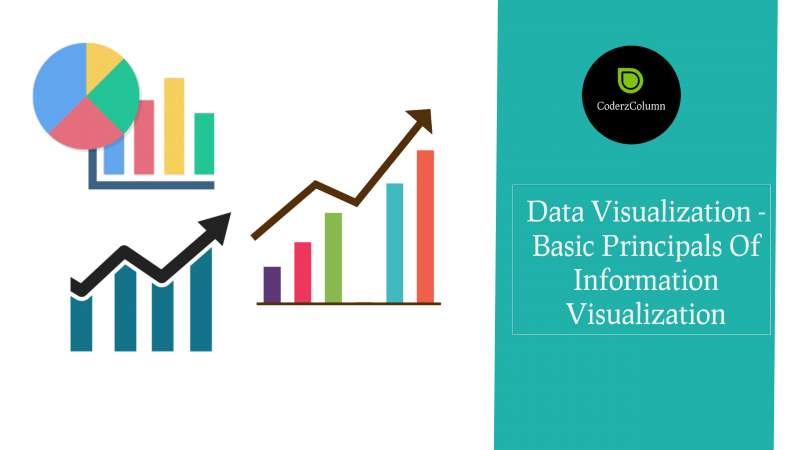 CoderzColumn
Data Visualization -
Basic Principals Of
Information
Visualization